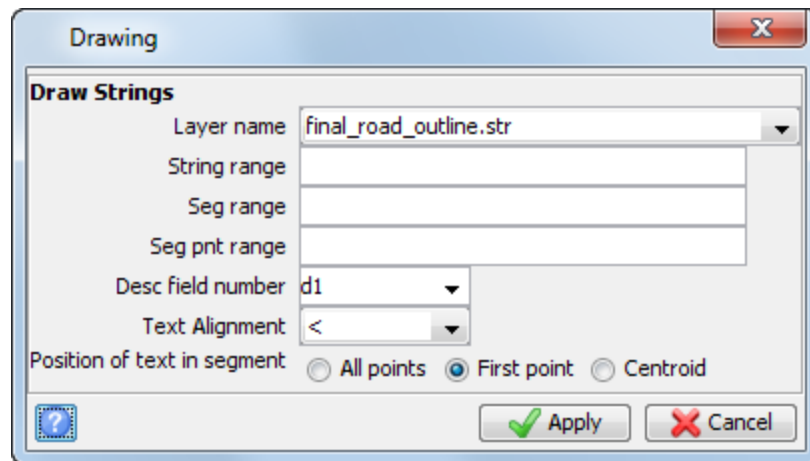 Drawing
Draw Strings
Layer name final_road_outline.str
String range
Seg range
Seg pnt range
Desc field number d1
Text Alignment <
Position of text in segment All points First point Centroid
? Apply Cancel